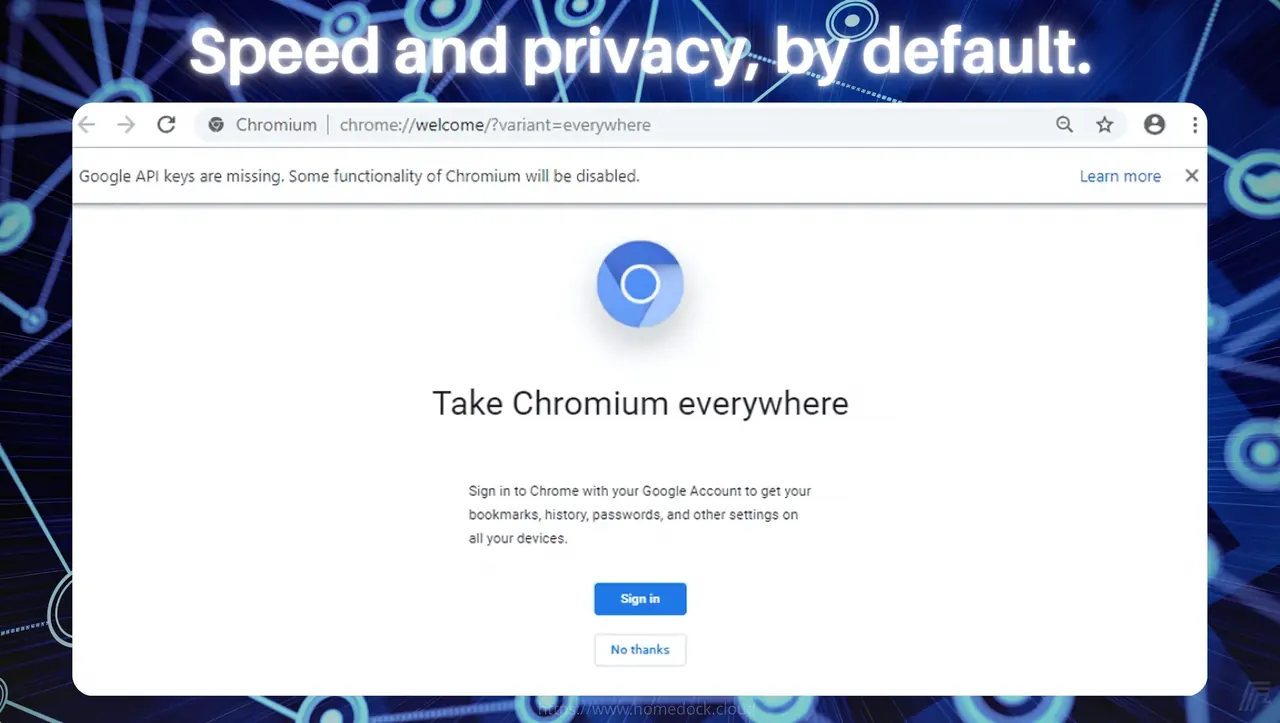 Speed and privacy, by default.
Chromium | chrome://welcome/?variant=everywhere
Google API keys are missing. Some functionality of Chromium will be disabled. Learn more
Take Chromium everywhere
Sign in to Chrome with your Google Account to get your
bookmarks, history, passwords, and other settings on
all your devices.
Sign in
No thanks
https://www.homedock.cloud